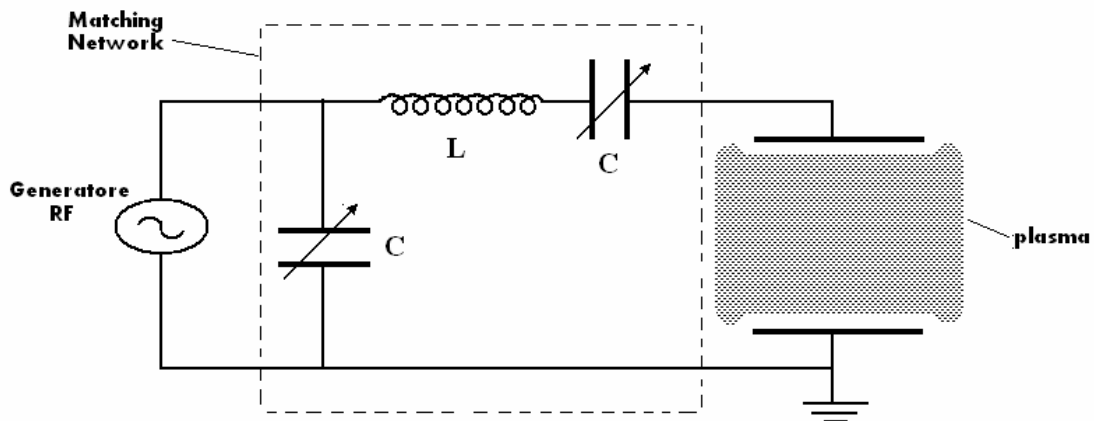 Matching
Network
L
C
Generatore
RF
C
plasma